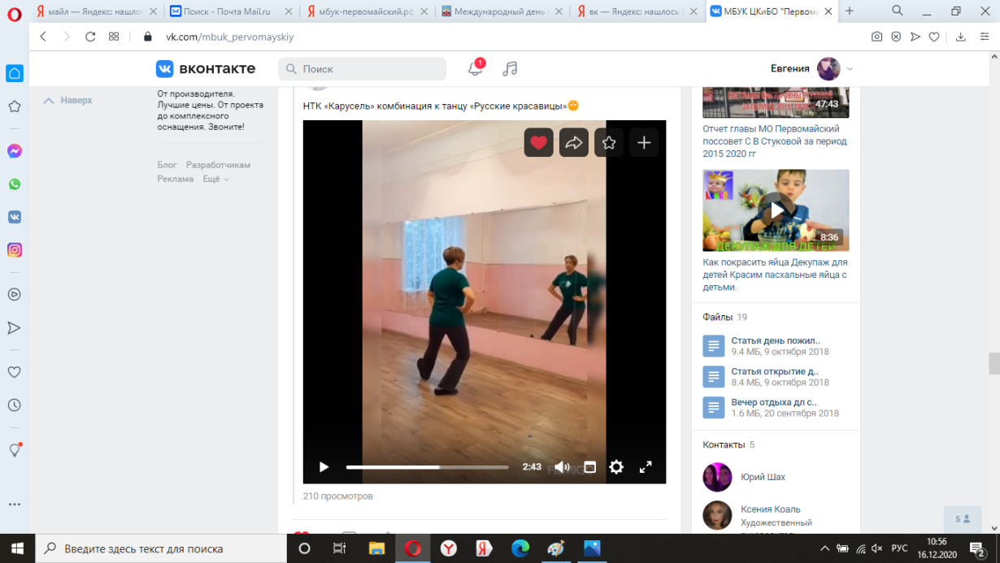 майл — Яндекс: нашлос
Поиск - Почта Mail.ru
мбук-первомайский.рф
Международный день
вк — Яндекс: нашлось
МБУК ЦКиБО "Первома
vk.com/mbuk_pervomayskiy
вконтакте
Поиск
1
Евгения
Наверх
От производителя.
Лучшие цены. От проекта
до комплексного
оснащения. Звоните!
Блог Разработчикам
Реклама Ещё
НТК «Карусель» комбинация к танцу «Русские красавицы»
2:43
FILMIGO
210 просмотров
47:43
Отчет главы МО Первомайский
поссовет С В Стуковой за период
2015 2020 гг
8:36
ДЕКУПАЖ ДЛЯ ДЕТЕЙ
Как покрасить яйца Декупаж для
детей Красим пасхальные яйца с
детьми.
Файлы 19
Статья день пожил..
9.4 МБ, 9 октября 2018
Статья открытие д..
8.4 МБ, 9 октября 2018
Вечер отдыха дл с..
1.6 МБ, 20 сентября 2018
Контакты 5
Юрий Шах
Ксения Коаль
Художественный
руководитель
5
Введите здесь текст для поиска
РУС
10:56
16.12.2020
2